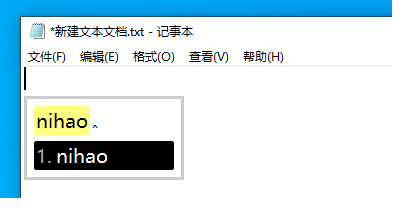 *新建文本文档.txt - 记事本
文件(F) 编辑(E) 格式(O) 查看(V) 帮助(H)
nihao‸
1. nihao